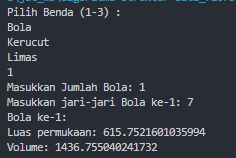 Pilih Benda (1-3) :
Bola
Kerucut
Limas
1
Masukkan Jumlah Bola: 1
Masukkan jari-jari Bola ke-1: 7
Bola ke-1:
Luas permukaan: 615.7521601035994
Volume: 1436.755040241732